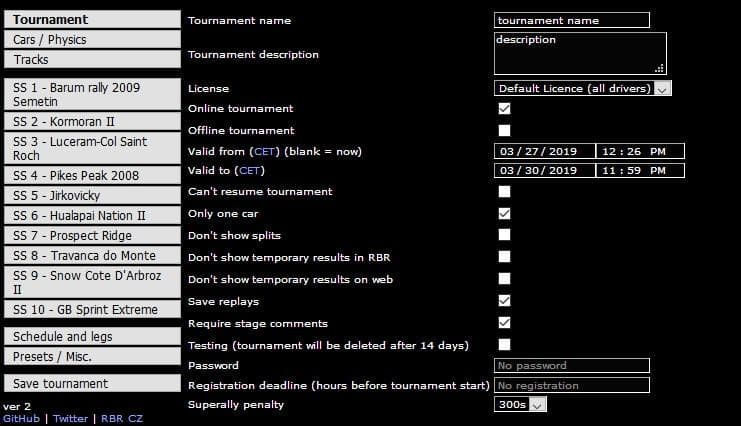 Tournament
Cars / Physics
Tracks
SS 1 - Barum rally 2009
Semetin
SS 2 - Kormoran II
SS 3 - Luceram-Col Saint
Roch
SS 4 - Pikes Peak 2008
SS 5 - Jirkovicky
SS 6 - Hualapai Nation II
SS 7 - Prospect Ridge
SS 8 - Travanca do Monte
SS 9 - Snow Cote D'Arbroz
II
SS 10 - GB Sprint Extreme
Schedule and legs
Presets / Misc.
Save tournament
ver 2
GitHub | Twitter | RBR CZ
Tournament name tournament name
Tournament description description
License Default Licence (all drivers)
Online tournament
Offline tournament
Valid from (CET) (blank = now) 03 / 27 / 2019 12 : 26 PM
Valid to (CET) 03 / 30 / 2019 11 : 59 PM
Can't resume tournament
Only one car
Don't show splits
Don't show temporary results in RBR
Don't show temporary results on web
Save replays
Require stage comments
Testing (tournament will be deleted after 14 days)
Password No password
Registration deadline (hours before tournament start) No registration
Superally penalty 300s